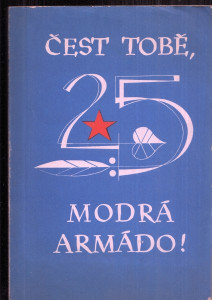 ČEST TOBĚ,
25
MODRÁ
ARMÁDO!